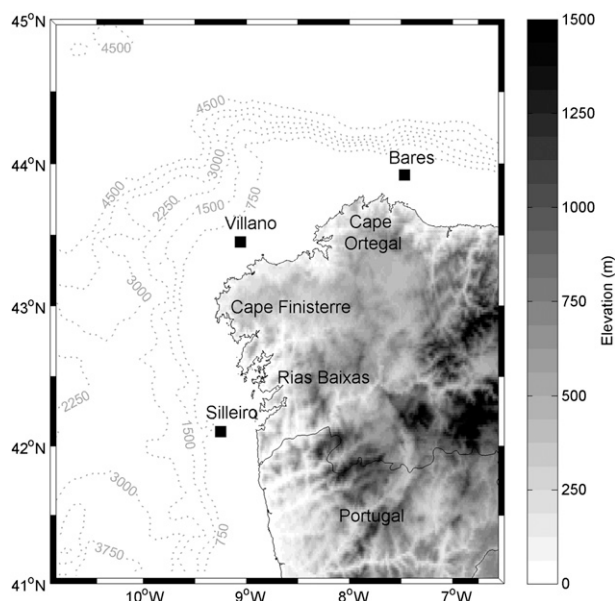 45°N
4500
4500
3000
4500
2250
1500
750
44°N
Bares
Villano
Cape
Ortegal
3000
43°N
Cape Finisterre
2250
Rias Baixas
Silleiro
1500
42°N
3000
750
3750
Portugal
41°N
10°W
9°W
8°W
7°W
1500
1250
1000
750
500
250
0
Elevation (m)